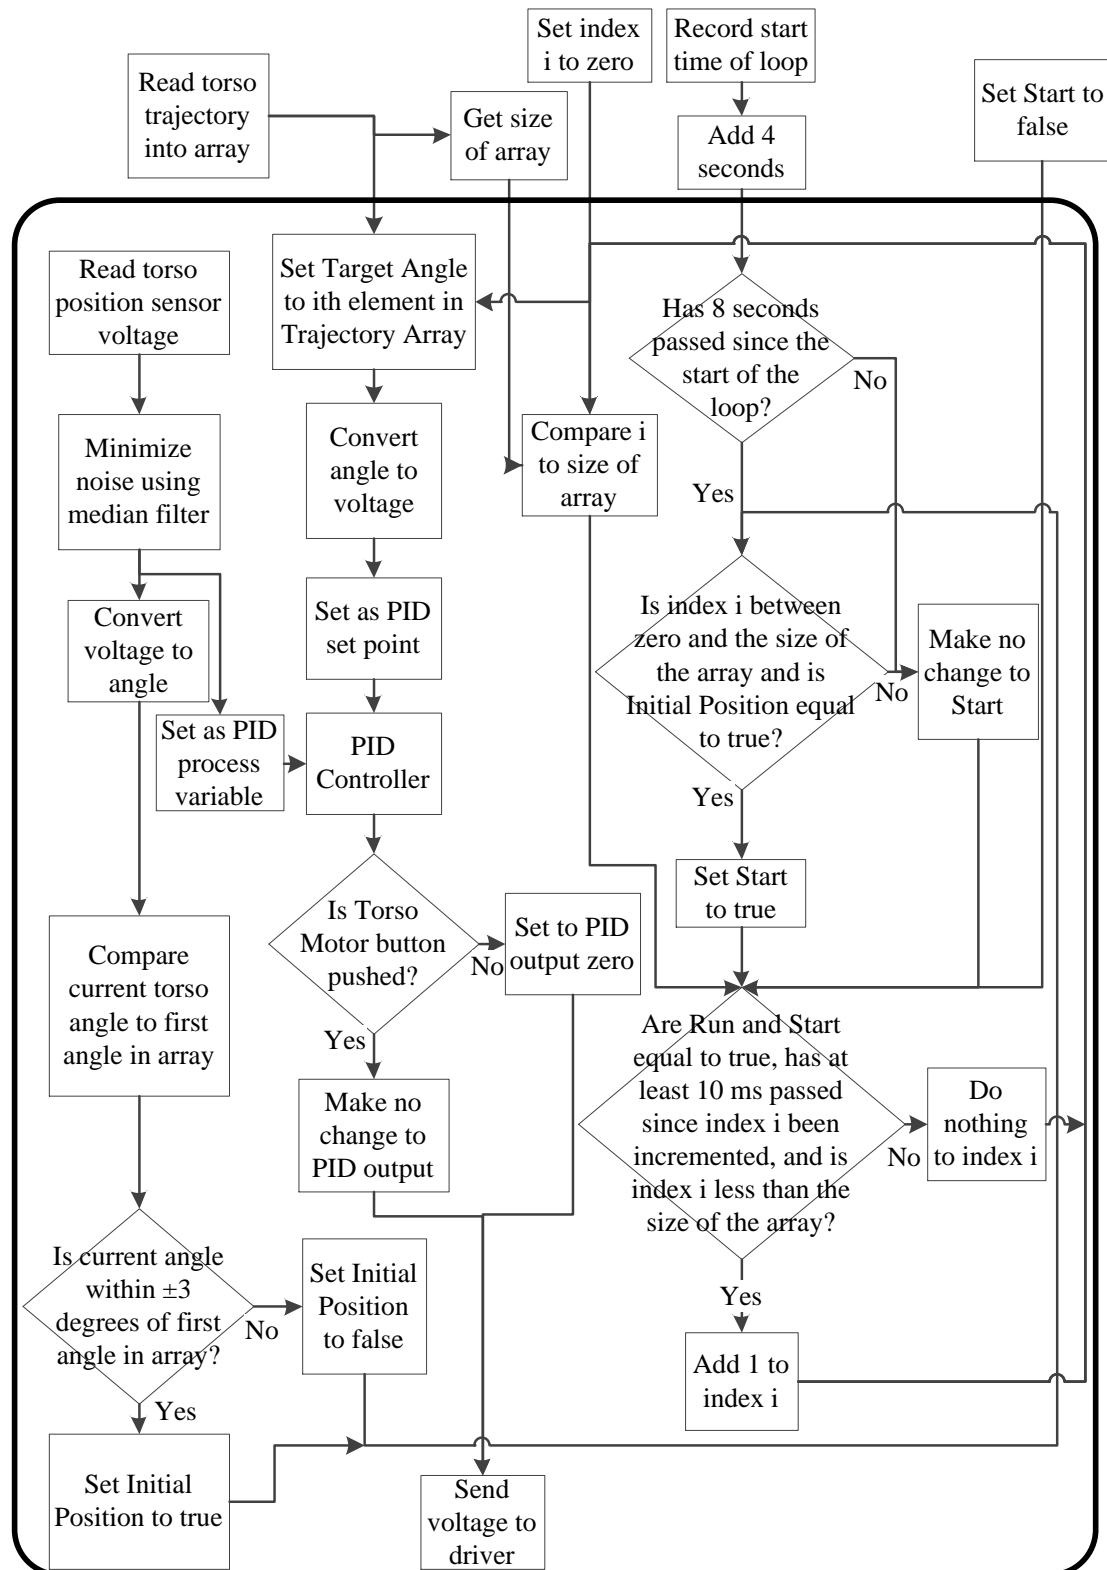 Set index
i to zero
Record start
time of loop
Read torso
trajectory
into array
Get size
of array
Add 4
seconds
Set Start to
false
Read torso
position sensor
voltage
Set Target Angle
to ith element in
Trajectory Array
Has 8 seconds
passed since the
start of the
loop?
No
Yes
Minimize
noise using
median filter
Convert
angle to
voltage
Compare i
to size of
array
Convert
voltage to
angle
Set as PID
set point
Is index i between
zero and the size of
the array and is
Initial Position equal
to true?
No
Yes
Make no
change to
Start
Set as PID
process
variable
PID
Controller
Set Start
to true
Is Torso
Motor button
pushed?
No
Yes
Set to PID
output zero
Compare
current torso
angle to first
angle in array
Are Run and Start
equal to true, has at
least 10 ms passed
since index i been
incremented, and is
index i less than the
size of the array?
No
Yes
Do
nothing
to index i
Make no
change to
PID output
Is current angle
within ±3
degrees of first
angle in array?
No
Yes
Set Initial
Position
to false
Add 1 to
index i
Set Initial
Position to true
Send
voltage to
driver